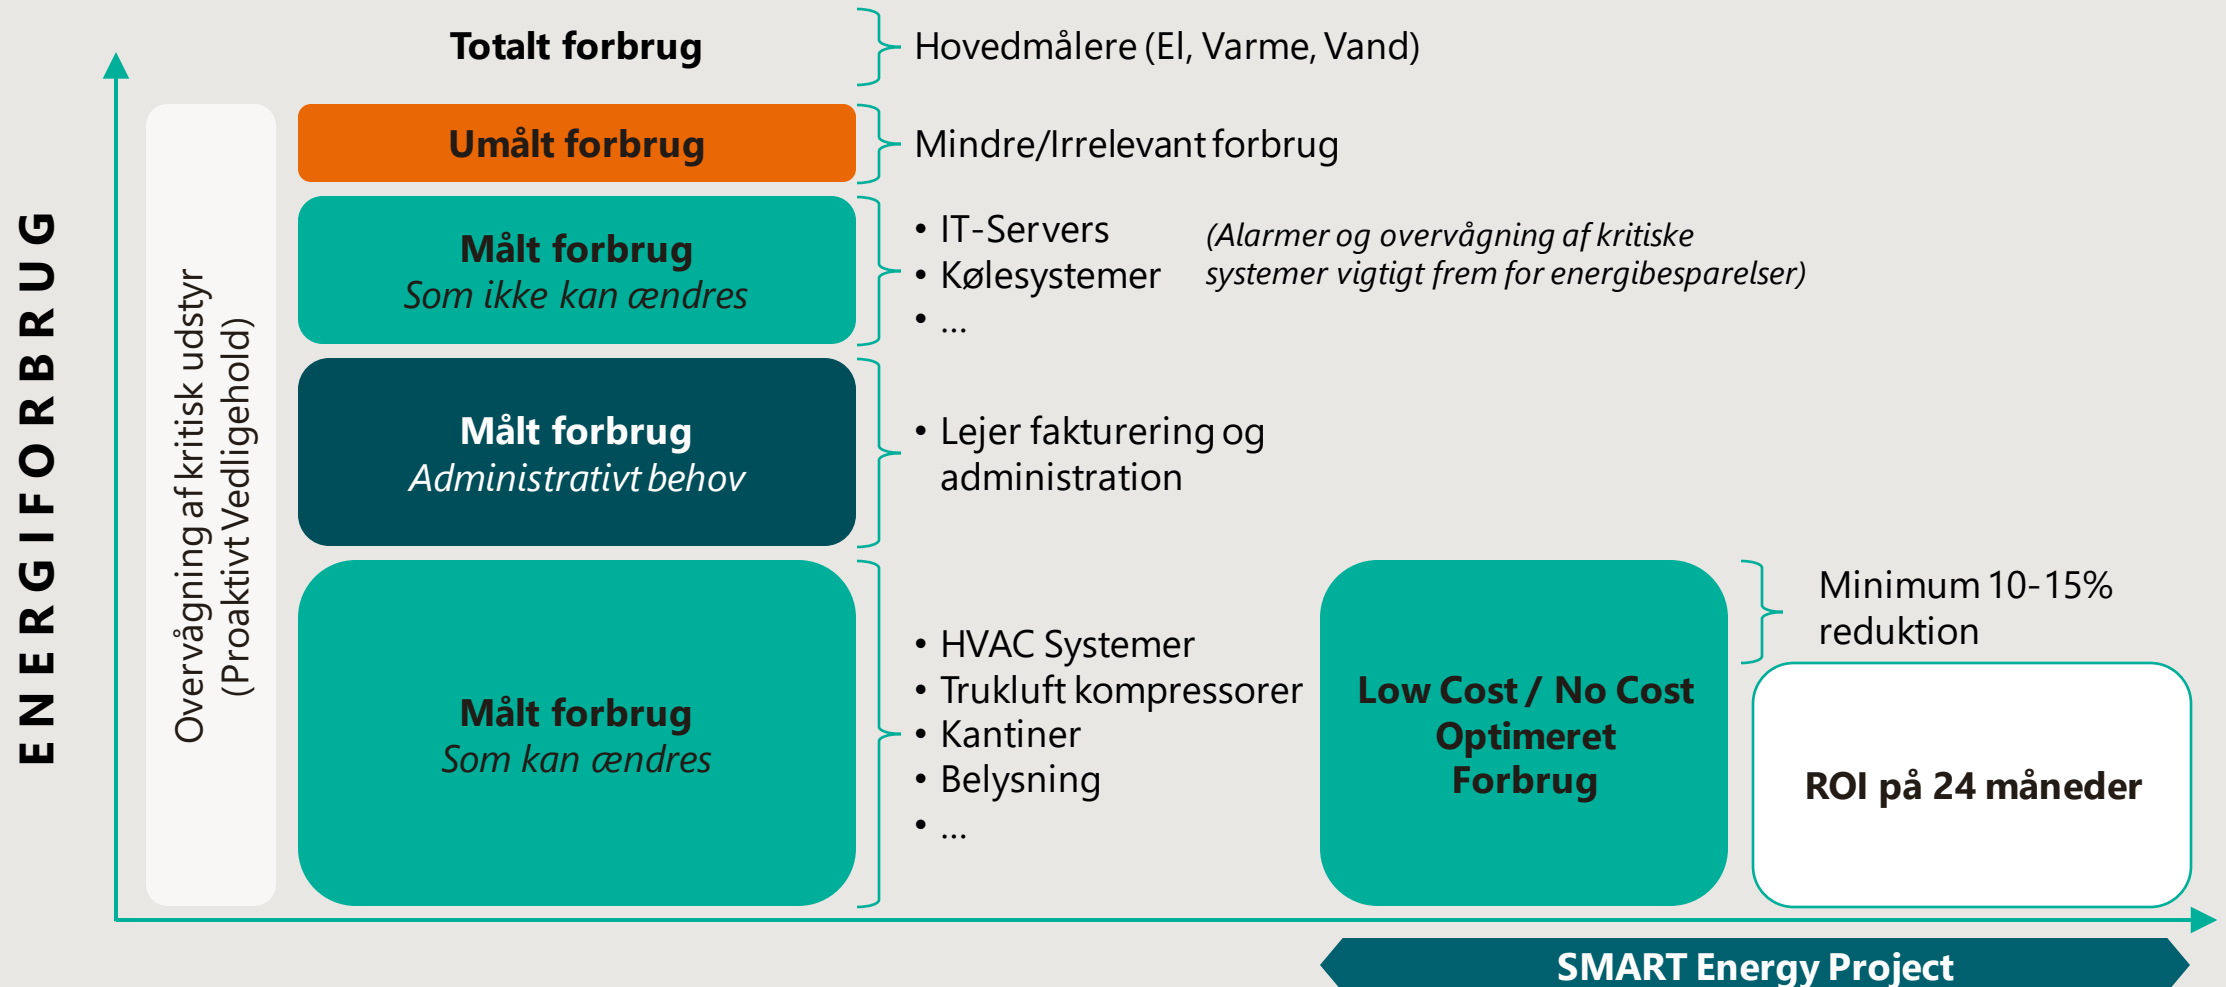 Totalt forbrug
Hovedmålere (El, Varme, Vand)
ENERGIFORBRUG
Overvågning af kritisk udstyr
(Proaktivt Vedligehold)
Umålt forbrug
Mindre/Irrelevant forbrug
Målt forbrug
Som ikke kan ændres
• IT-Servers
• Kølesystemer
• ...
(Alarmer og overvågning af kritiske
systemer vigtigt frem for energibesparelser)
Målt forbrug
Administrativt behov
• Lejer fakturering og
administration
Målt forbrug
Som kan ændres
• HVAC Systemer
• Trukluft kompressorer
• Kantiner
• Belysning
• ...
Low Cost / No Cost
Optimeret
Forbrug
Minimum 10-15%
reduktion
ROI på 24 måneder
SMART Energy Project